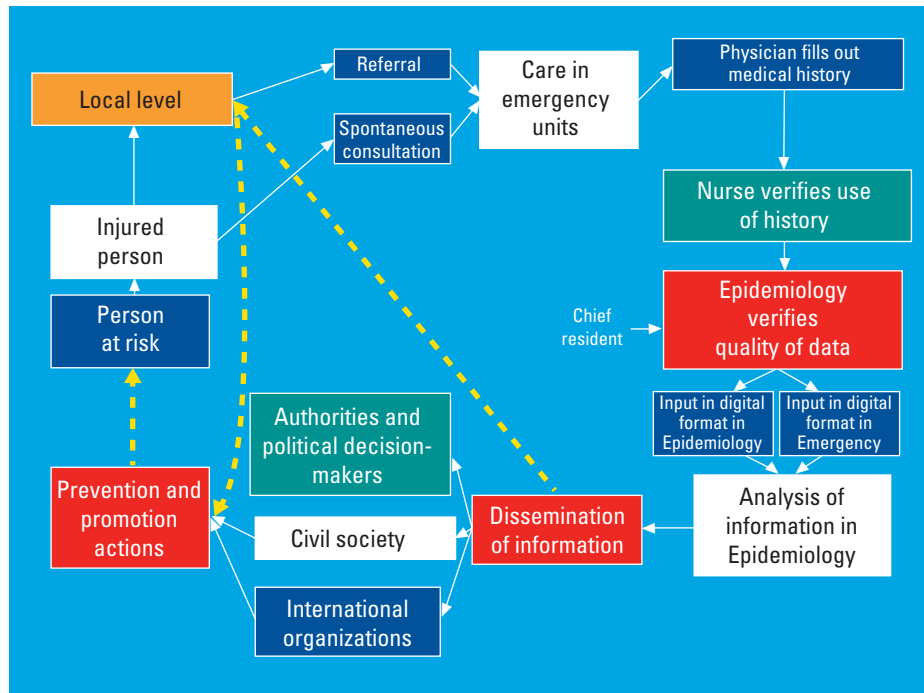 Local level
Referral
Spontaneous
consultation
Care in
emergency
units
Physician fills out
medical history
Nurse verifies use
of history
Injured
person
Person
at risk
Chief
resident
Epidemiology
verifies
quality of data
Input in digital
format in
Epidemiology
Input in digital
format in
Emergency
Authorities and
political decision-
makers
Prevention and
promotion
actions
Civil society
Dissemination
of information
Analysis of
information in
Epidemiology
International
organizations